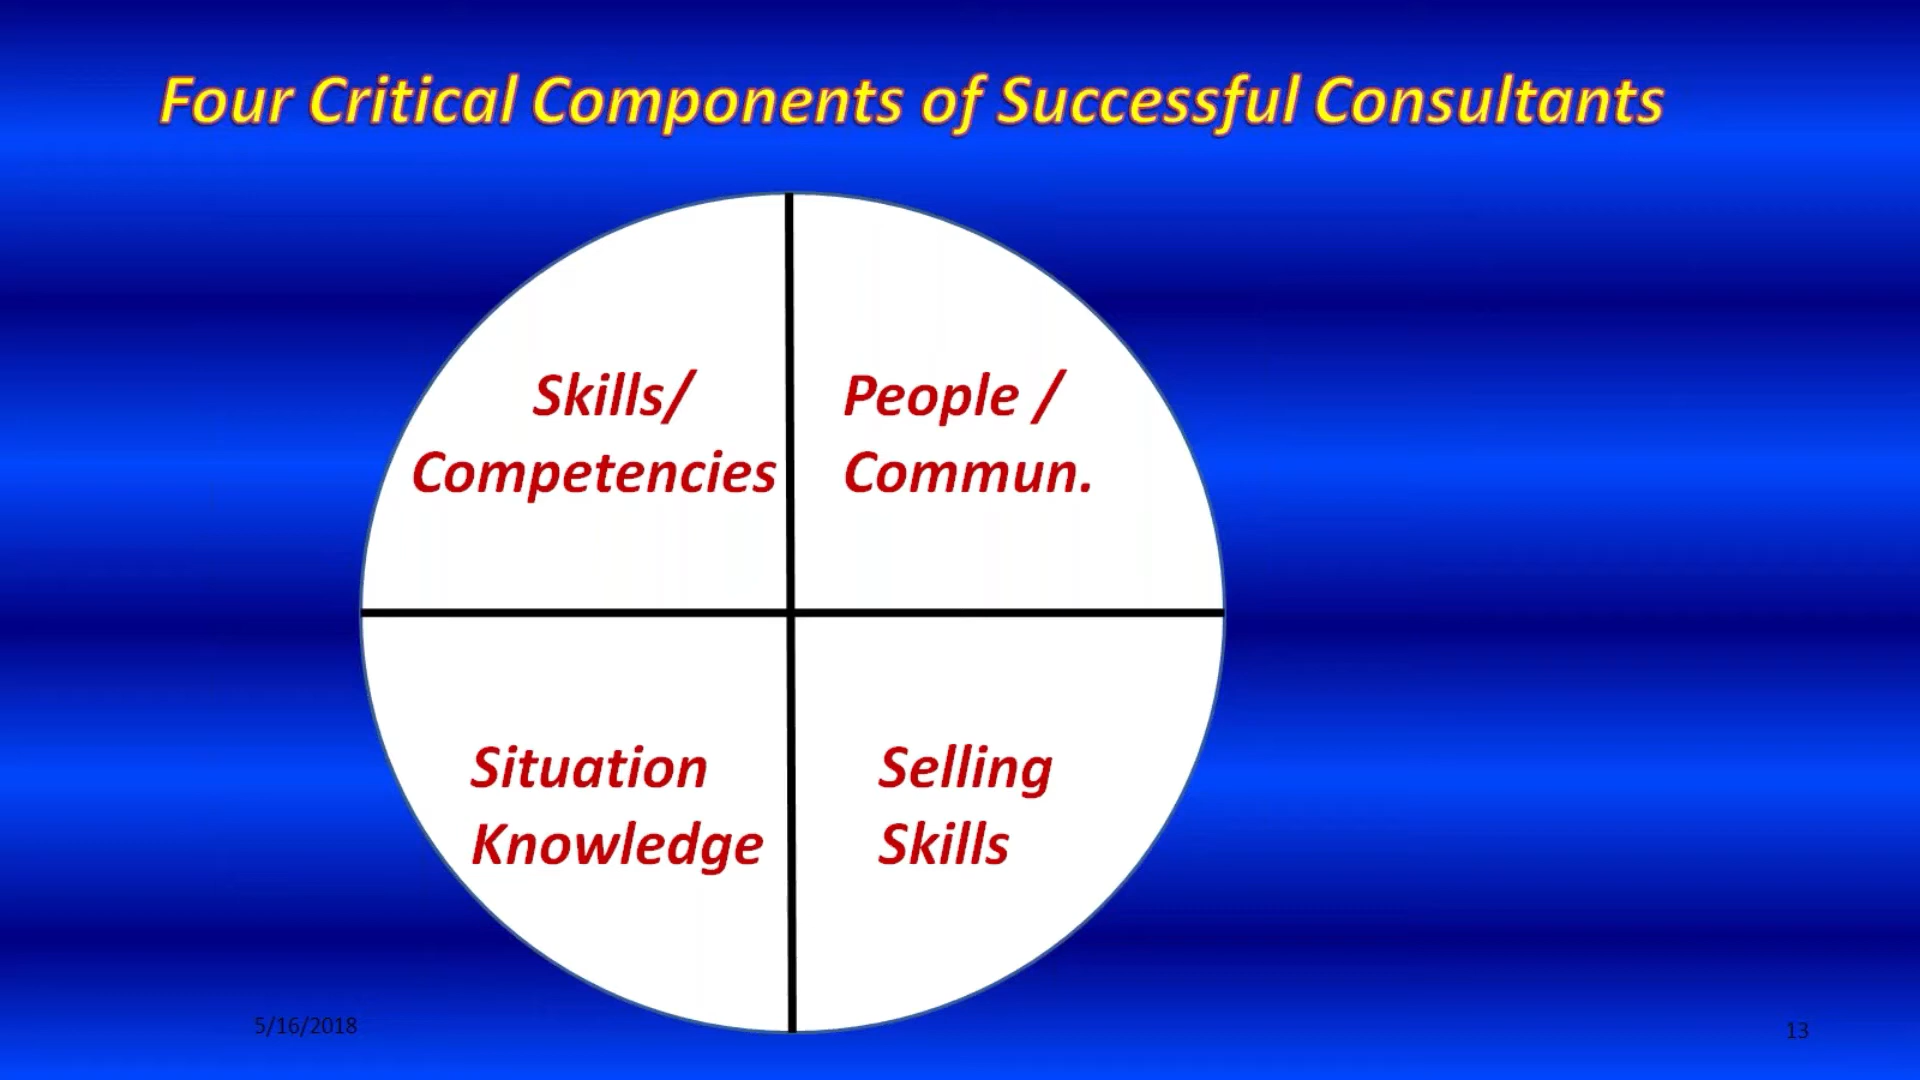 Four Critical Components of Successful Consultants
Skills/
Competencies
People /
Commun.
Situation
Knowledge
Selling
Skills
5/16/2018
13